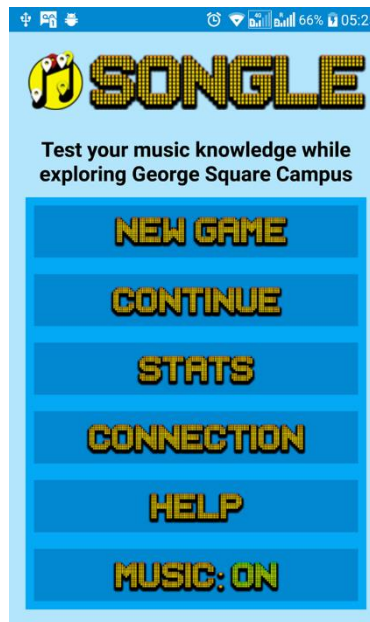 4G 66% 05:2
SONGLE
Test your music knowledge while
exploring George Square Campus
NEW GAME
CONTINUE
STATS
CONNECTION
HELP
MUSIC: ON